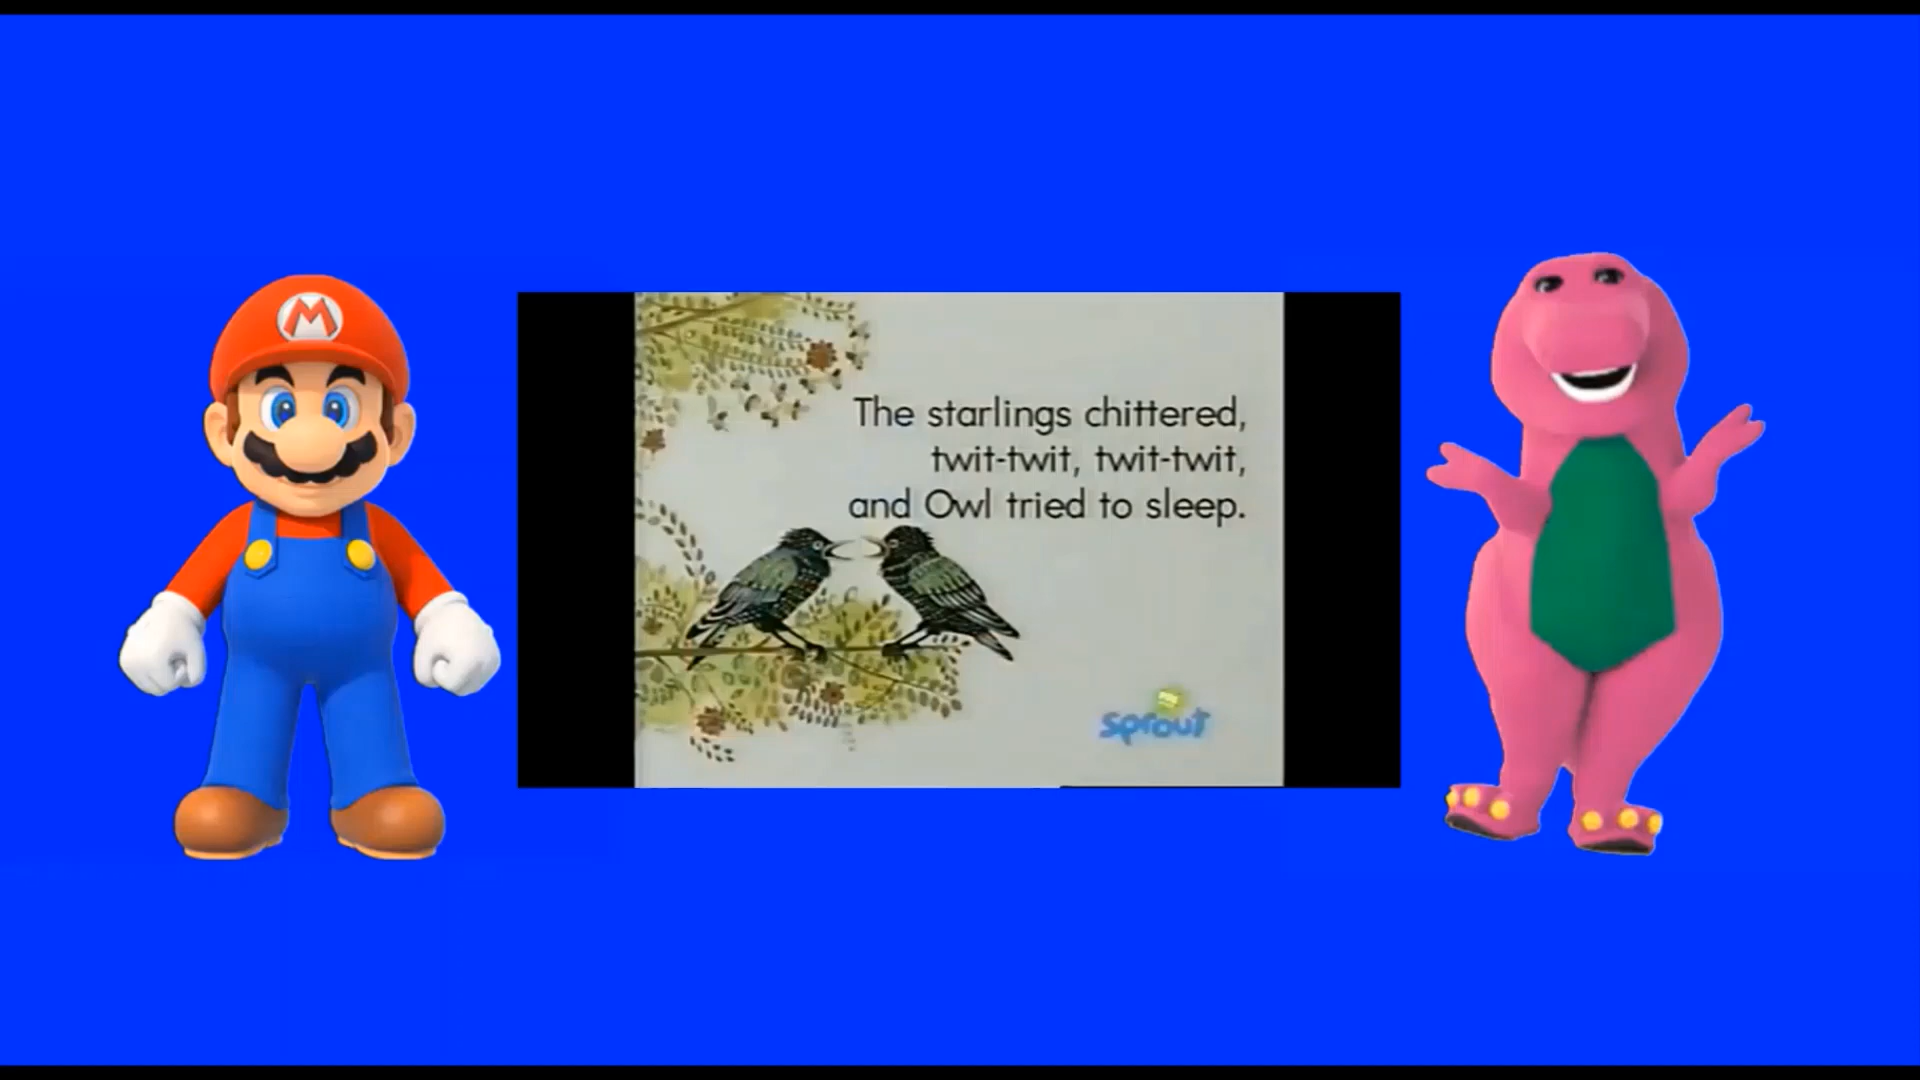 M
The starlings chittered,
twit-twit, twit-twit,
and Owl tried to sleep.
sprout